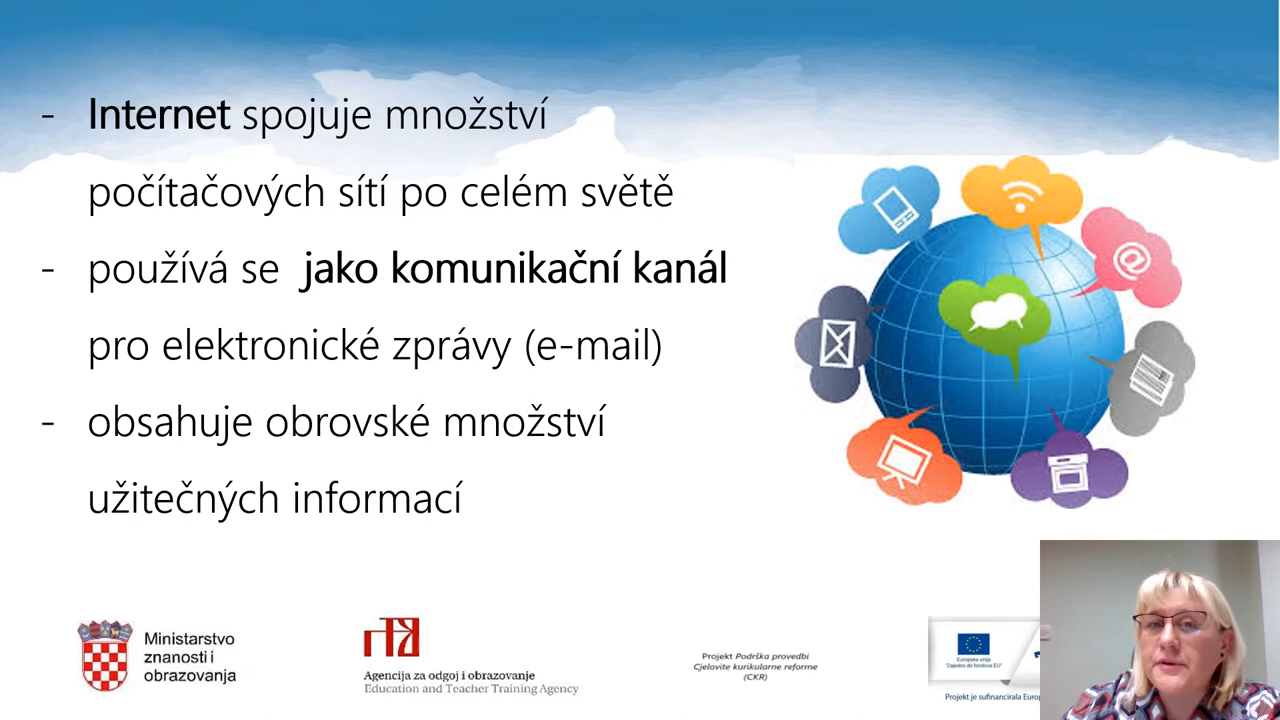 - Internet spojuje množství
počítačových sítí po celém světě
- používá se jako komunikační kanál
pro elektronické zprávy (e-mail)
- obsahuje obrovské množství
užitečných informací
Ministarstvo
znanosti i
obrazovanja
Agencija za odgoj i obrazovanje
Education and Teacher Training Agency
Projekt Podrška provedbi
Cjelovite kurikularne reforme
(CKR)
Europska unija
"Zajedno do fondova EU"
Projekt je sufinancirala